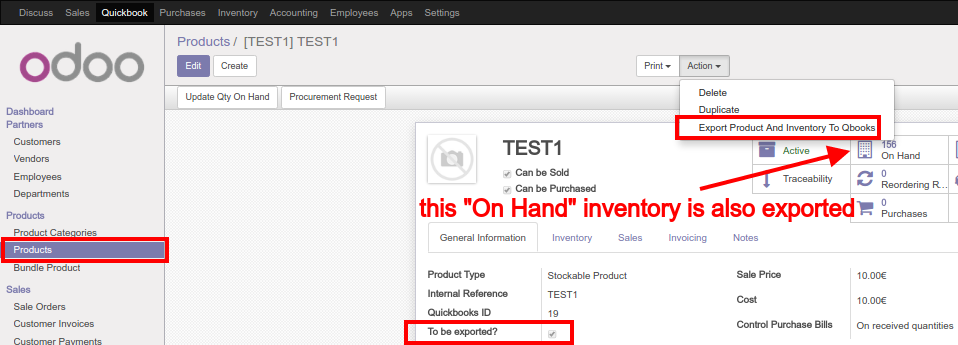 Discuss Sales Quickbook Purchases Inventory Accounting Employees Apps Settings
odoo
Dashboard
Partners
Customers
Vendors
Employees
Departments
Products
Product Categories
Products
Bundle Product
Sales
Sale Orders
Customer Invoices
Customer Payments
Products / [TEST1] TEST1
Edit Create Print Action
Delete
Duplicate
Export Product And Inventory To Qbooks
Update Qty On Hand Procurement Request
TEST1
Can be Sold
Can be Purchased
Active
156
On Hand
Traceability
0
Reordering R...
0
Purchases
this "On Hand" inventory is also exported
General Information Inventory Sales Invoicing Notes
Product Type Stockable Product Sale Price 10.00€
Internal Reference TEST1 Cost 10.00€
Quickbooks ID 19 Control Purchase Bills On received quantities
To be exported?